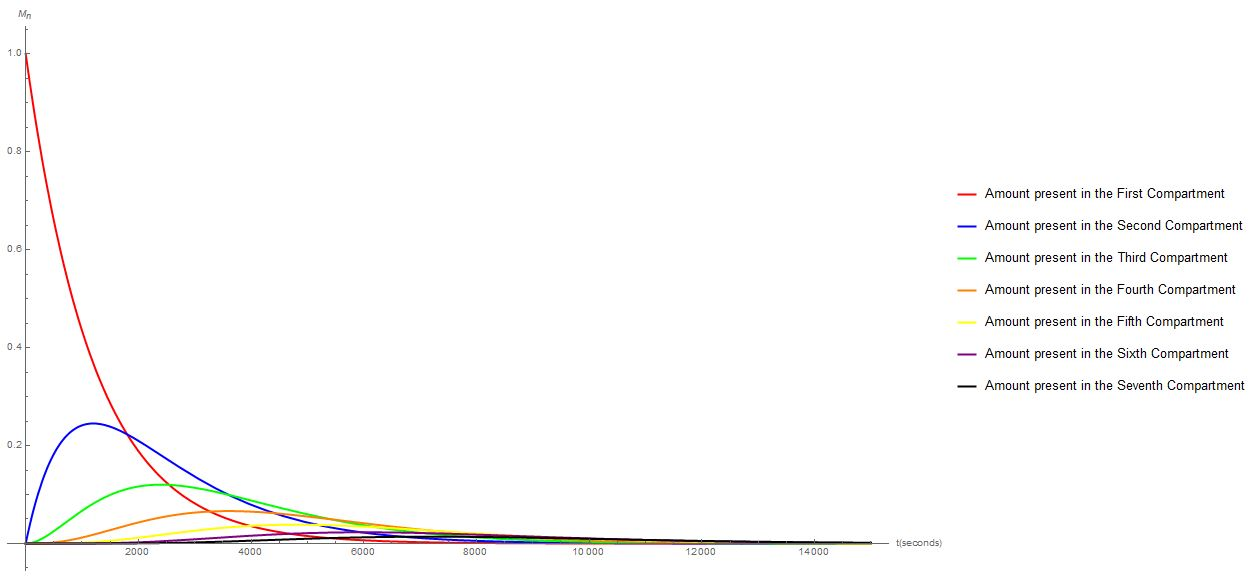 Mn
1.0
0.8
0.6
0.4
0.2
2000 4000 6000 8000 10 000 12 000 14 000 t(seconds)
Amount present in the First Compartment
Amount present in the Second Compartment
Amount present in the Third Compartment
Amount present in the Fourth Compartment
Amount present in the Fifth Compartment
Amount present in the Sixth Compartment
Amount present in the Seventh Compartment